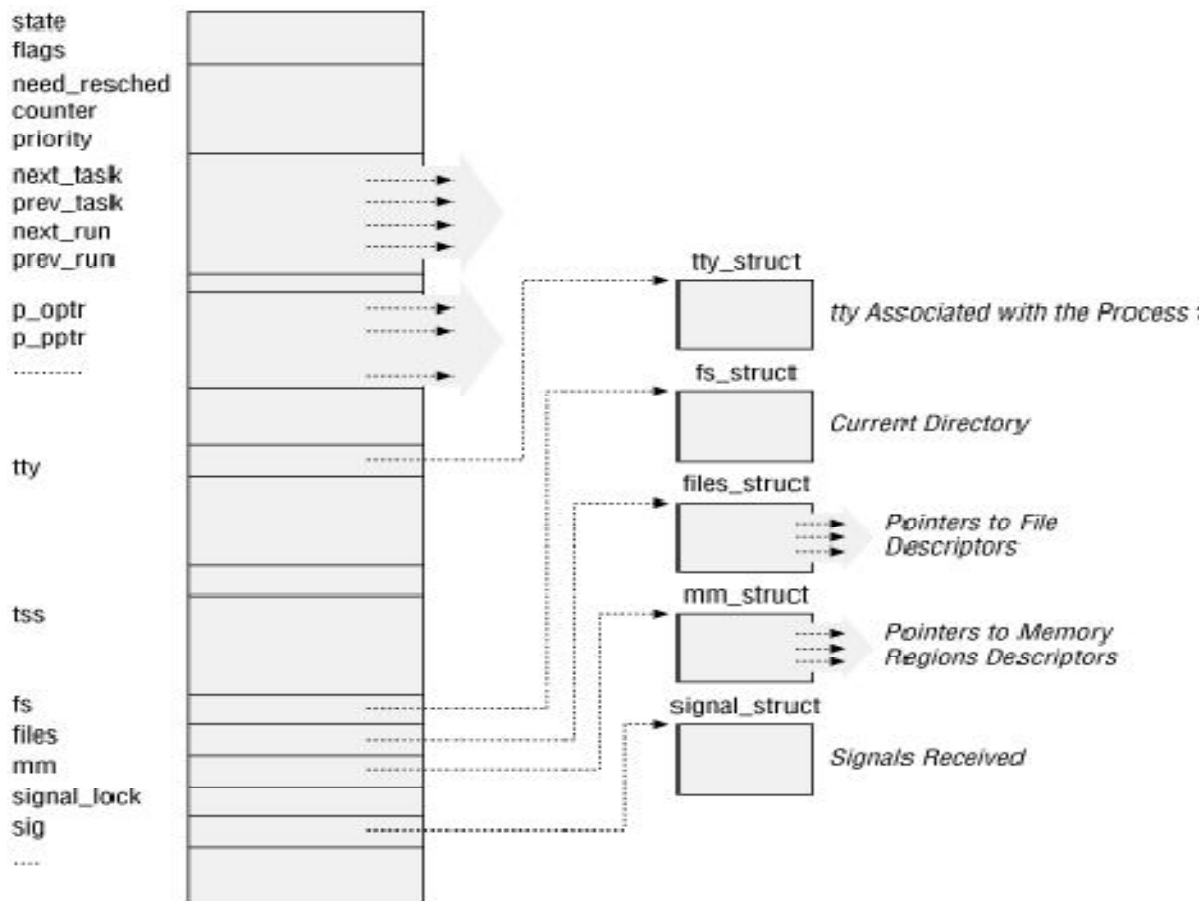 state
flags
need_resched
counter
priority
next_task
prev_task
next_run
prev_run
p_optr
p_pptr
..........
tty
tss
fs
files
mm
signal_lock
sig
....
tty_struct
tty Associated with the Process
fs_struct
Current Directory
files_struct
Pointers to File
Descriptors
mm_struct
Pointers to Memory
Regions Descriptors
signal_struct
Signals Received